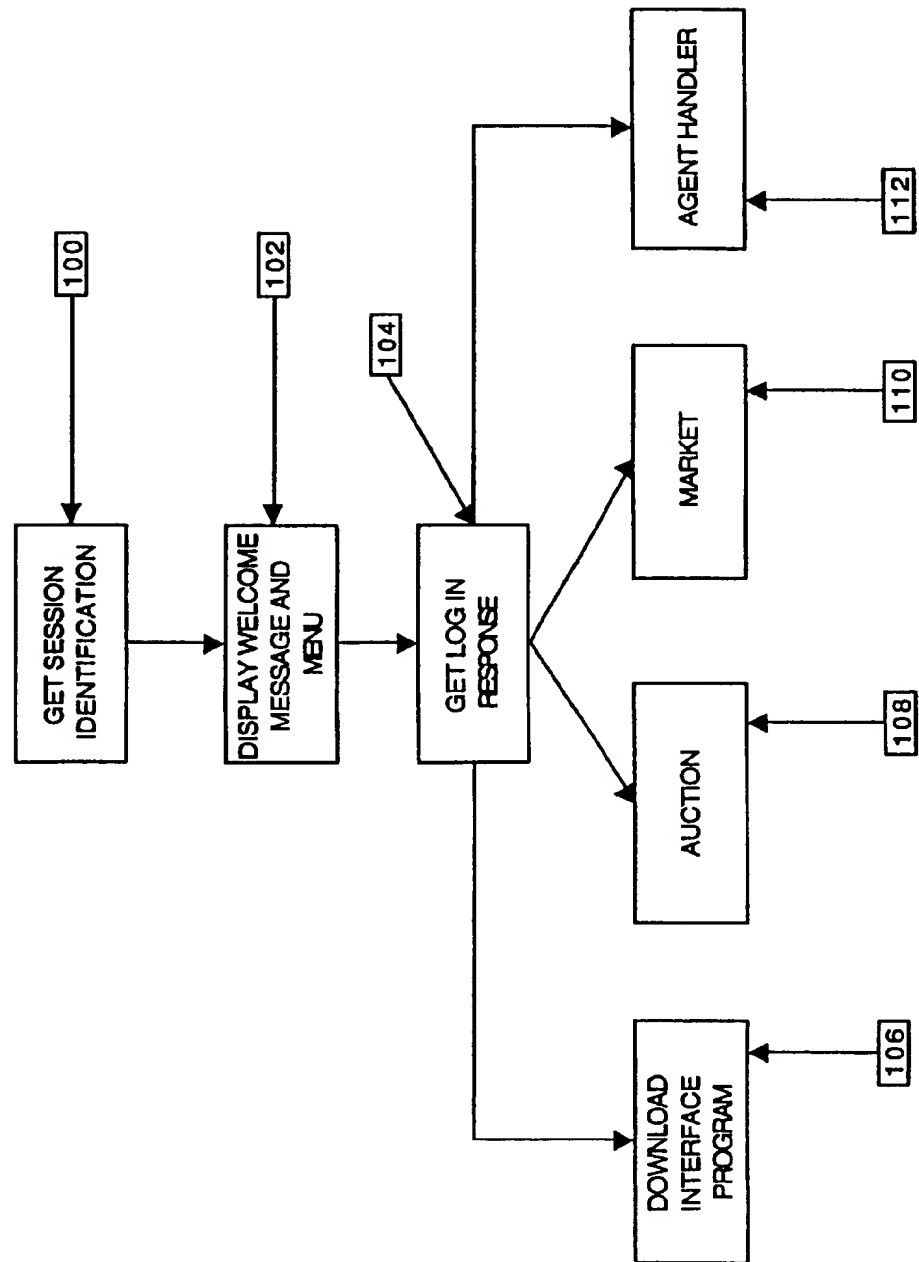 GET SESSION
IDENTIFICATION
100
DISPLAY WELCOME
MESSAGE AND
MENU
102
GET LOG IN
RESPONSE
104
DOWNLOAD
INTERFACE
PROGRAM
AUCTION
MARKET
AGENT HANDLER
106
108
110
112